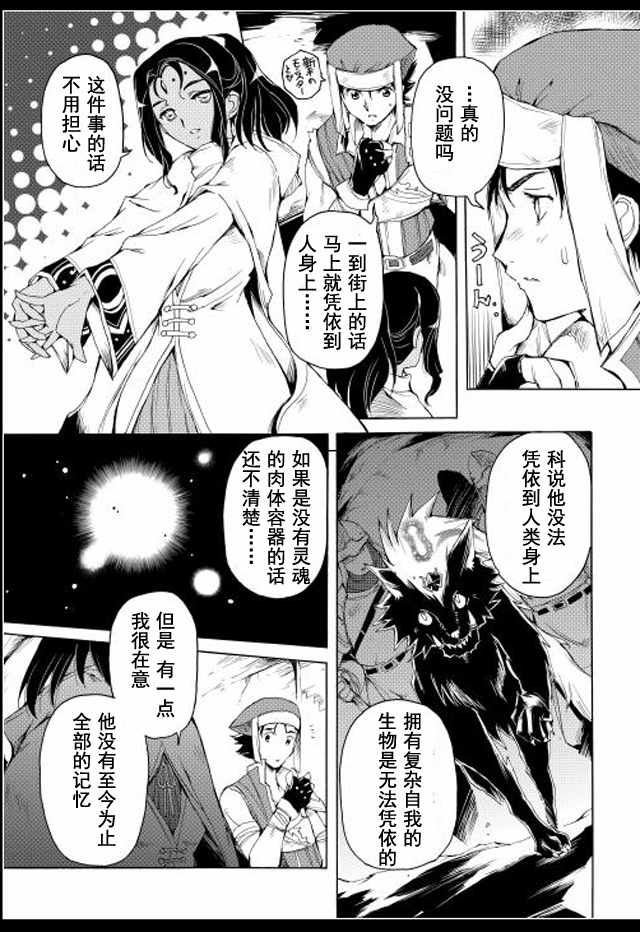 …真的
没问题吗
うーん…
一到街上的话
马上就凭依到
人身上……
这件事的话
不用担心
科说他没法
凭依到人类身上
拥有复杂自我的
生物是无法凭依的
如果是没有灵魂
的肉体容器的话
还不清楚……
但是 有一点
我很在意
他没有至今为止
全部的记忆